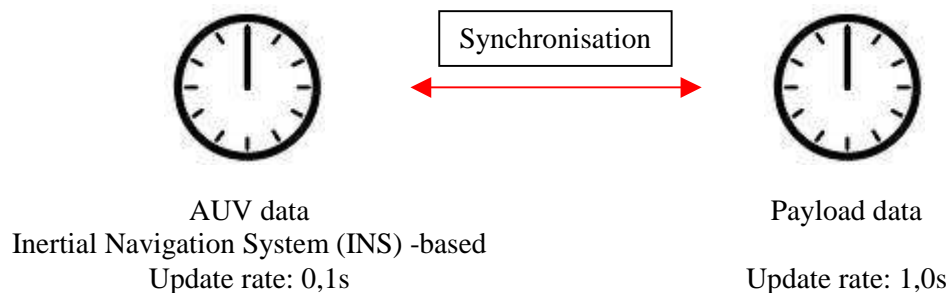 Synchronisation
AUV data
Payload data
Inertial Navigation System (INS) -based
Update rate: 0,1s
Update rate: 1,0s